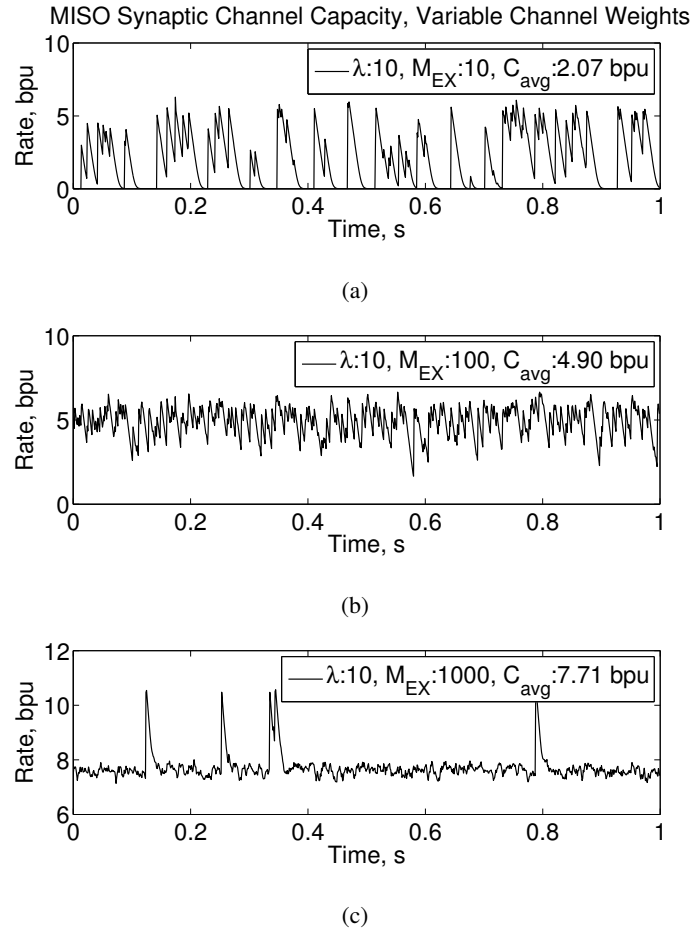 MISO Synaptic Channel Capacity, Variable Channel Weights
10
5
0
Rate, bpu
λ:10, M_EX:10, C_avg:2.07 bpu
0 0.2 0.4 0.6 0.8 1
Time, s
(a)
10
5
0
Rate, bpu
λ:10, M_EX:100, C_avg:4.90 bpu
0 0.2 0.4 0.6 0.8 1
Time, s
(b)
12
10
8
6
Rate, bpu
λ:10, M_EX:1000, C_avg:7.71 bpu
0 0.2 0.4 0.6 0.8 1
Time, s
(c)